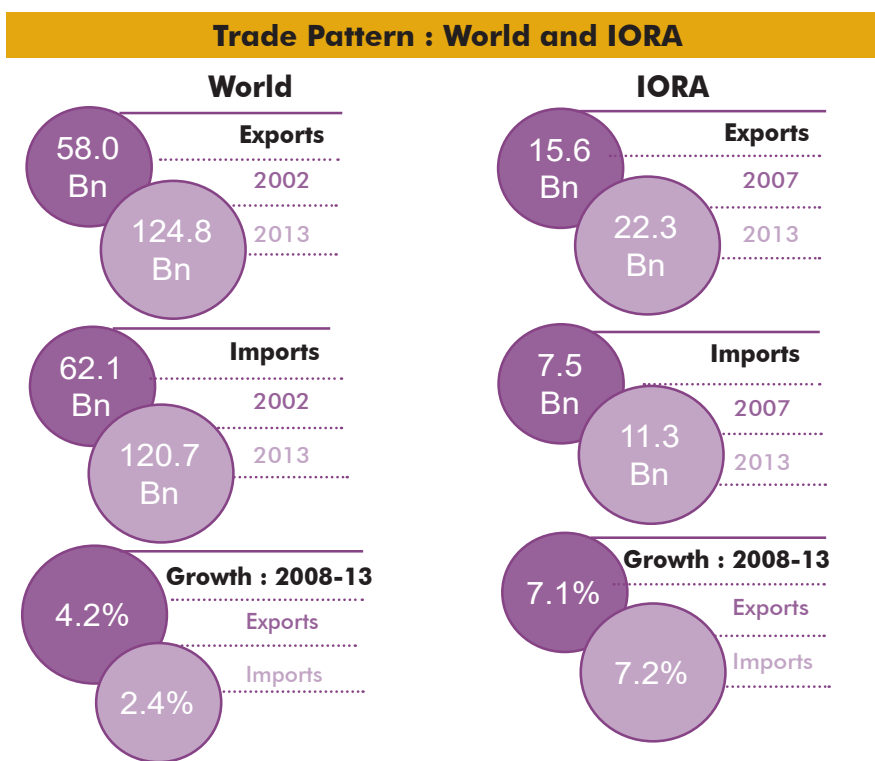 Trade Pattern : World and IORA
World
Exports
58.0
Bn
2002
124.8
Bn
2013
Imports
62.1
Bn
2002
120.7
Bn
2013
Growth : 2008-13
4.2%
Exports
Imports
2.4%
IORA
Exports
15.6
Bn
2007
22.3
Bn
2013
Imports
7.5
Bn
2007
11.3
Bn
2013
Growth : 2008-13
7.1%
Exports
Imports
7.2%